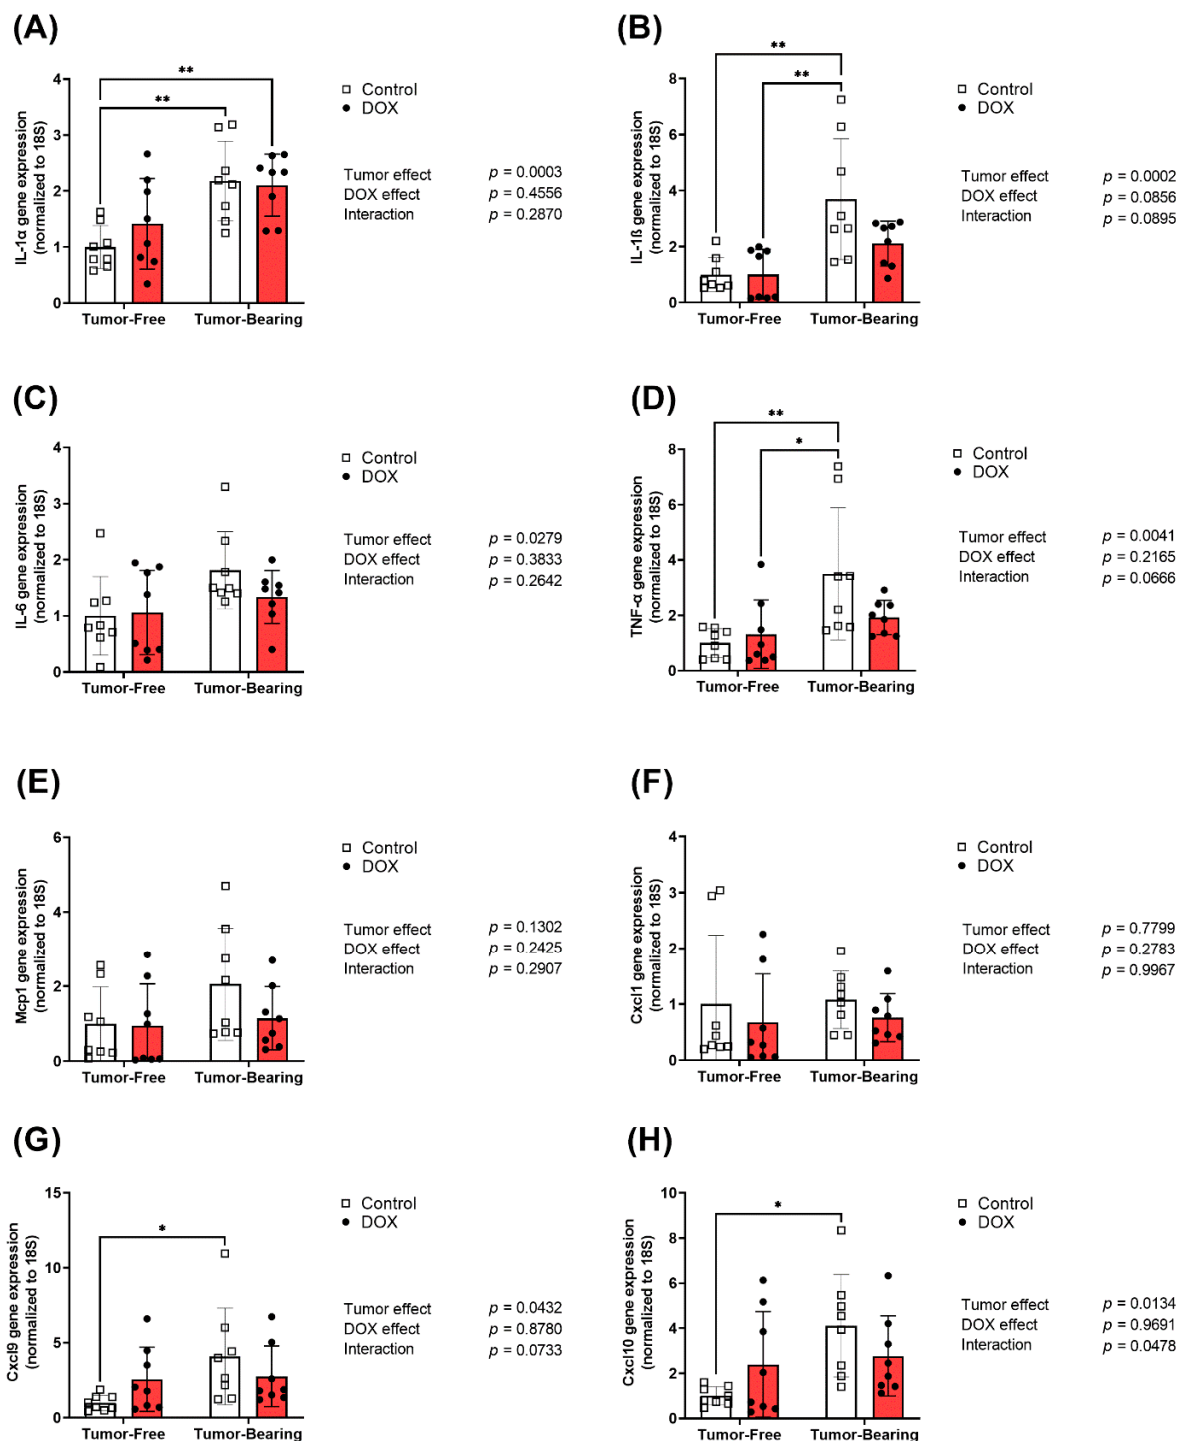 (A)
**
**
IL-1α gene expression
(normalized to 18S)
4
3
2
1
0
Tumor-Free Tumor-Bearing
Control
DOX
Tumor effect p = 0.0003
DOX effect p = 0.4556
Interaction p = 0.2870
(B)
**
**
IL-1ß gene expression
(normalized to 18S)
8
6
4
2
0
Tumor-Free Tumor-Bearing
Control
DOX
Tumor effect p = 0.0002
DOX effect p = 0.0856
Interaction p = 0.0895
(C)
IL-6 gene expression
(normalized to 18S)
4
3
2
1
0
Tumor-Free Tumor-Bearing
Control
DOX
Tumor effect p = 0.0279
DOX effect p = 0.3833
Interaction p = 0.2642
(D)
**
*
TNF-α gene expression
(normalized to 18S)
8
6
4
2
0
Tumor-Free Tumor-Bearing
Control
DOX
Tumor effect p = 0.0041
DOX effect p = 0.2165
Interaction p = 0.0666
(E)
Mcp1 gene expression
(normalized to 18S)
6
4
2
0
Tumor-Free Tumor-Bearing
Control
DOX
Tumor effect p = 0.1302
DOX effect p = 0.2425
Interaction p = 0.2907
(F)
Cxcl1 gene expression
(normalized to 18S)
4
3
2
1
0
Tumor-Free Tumor-Bearing
Control
DOX
Tumor effect p = 0.7799
DOX effect p = 0.2783
Interaction p = 0.9967
(G)
*
Cxcl9 gene expression
(normalized to 18S)
15
10
5
0
Tumor-Free Tumor-Bearing
Control
DOX
Tumor effect p = 0.0432
DOX effect p = 0.8780
Interaction p = 0.0733
(H)
*
Cxcl10 gene expression
(normalized to 18S)
10
8
6
4
2
0
Tumor-Free Tumor-Bearing
Control
DOX
Tumor effect p = 0.0134
DOX effect p = 0.9691
Interaction p = 0.0478